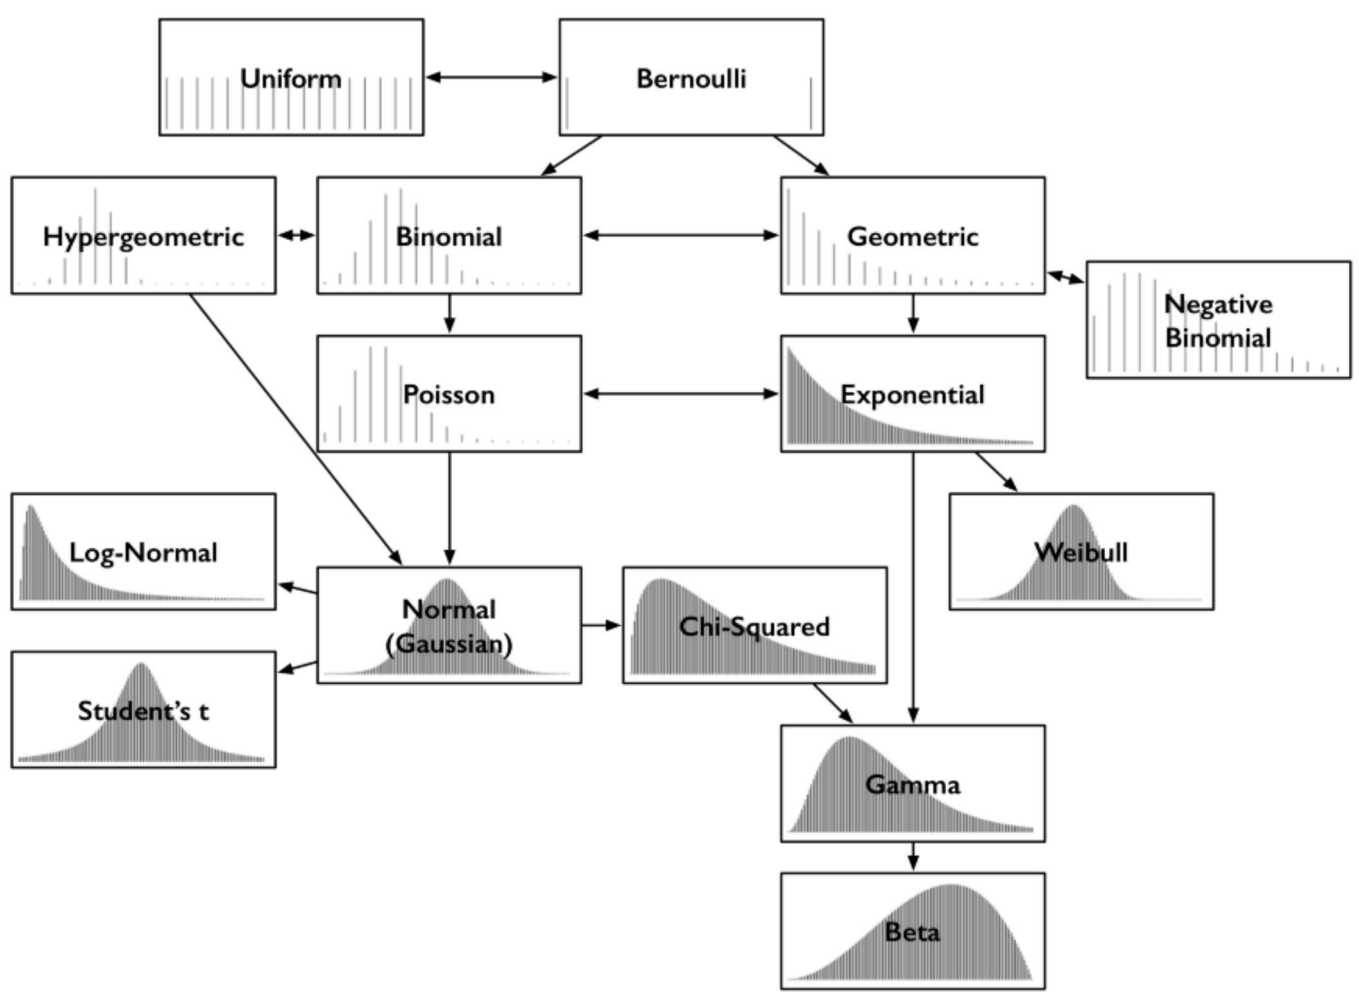 Uniform
Bernoulli
Hypergeometric
Binomial
Geometric
Negative
Binomial
Poisson
Exponential
Log-Normal
Weibull
Normal
(Gaussian)
Chi-Squared
Student's t
Gamma
Beta